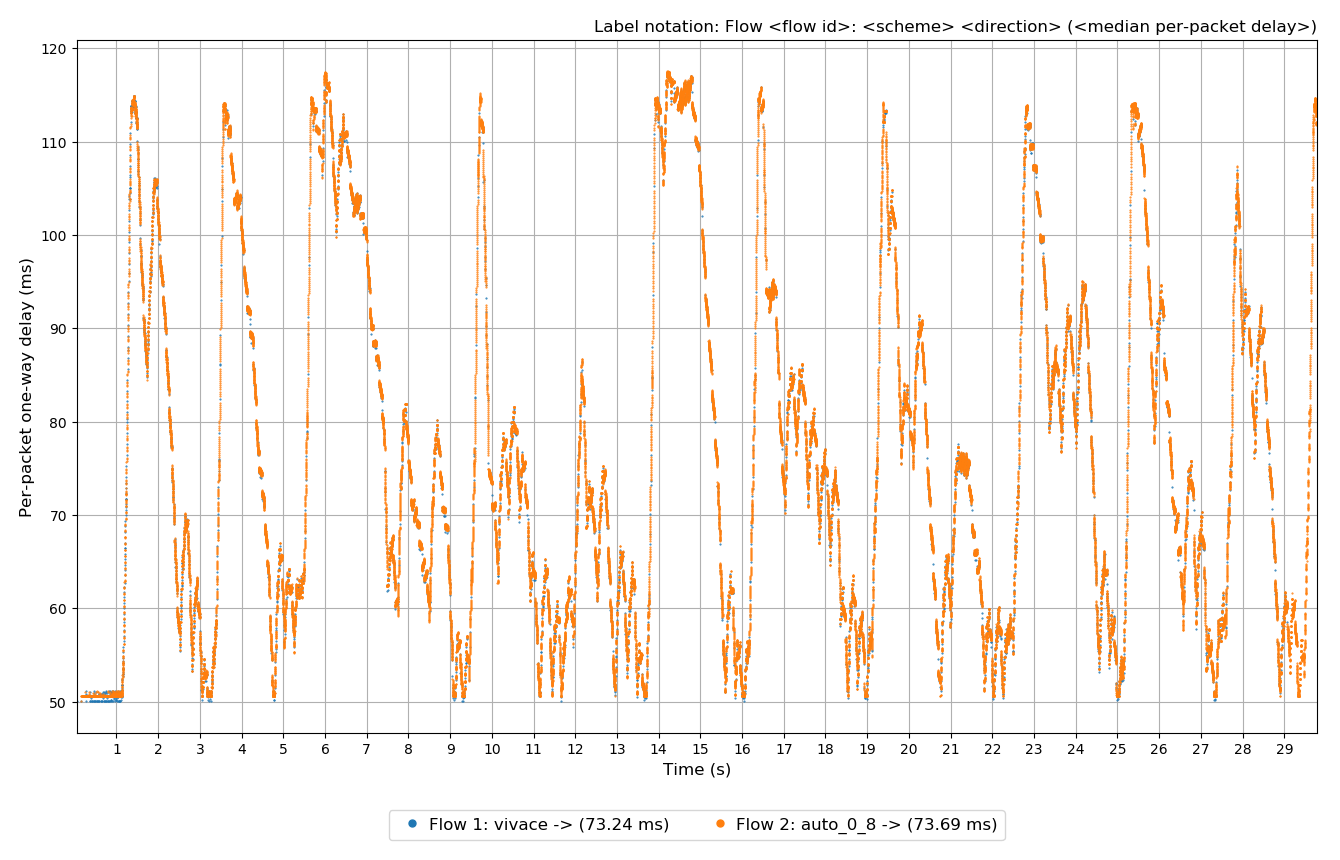 Label notation: Flow <flow id>: <scheme> <direction> (<median per-packet delay>)
Per-packet one-way delay (ms)
120
110
100
90
80
70
60
50
1 2 3 4 5 6 7 8 9 10 11 12 13 14 15 16 17 18 19 20 21 22 23 24 25 26 27 28 29
Time (s)
Flow 1: vivace -> (73.24 ms) Flow 2: auto_0_8 -> (73.69 ms)